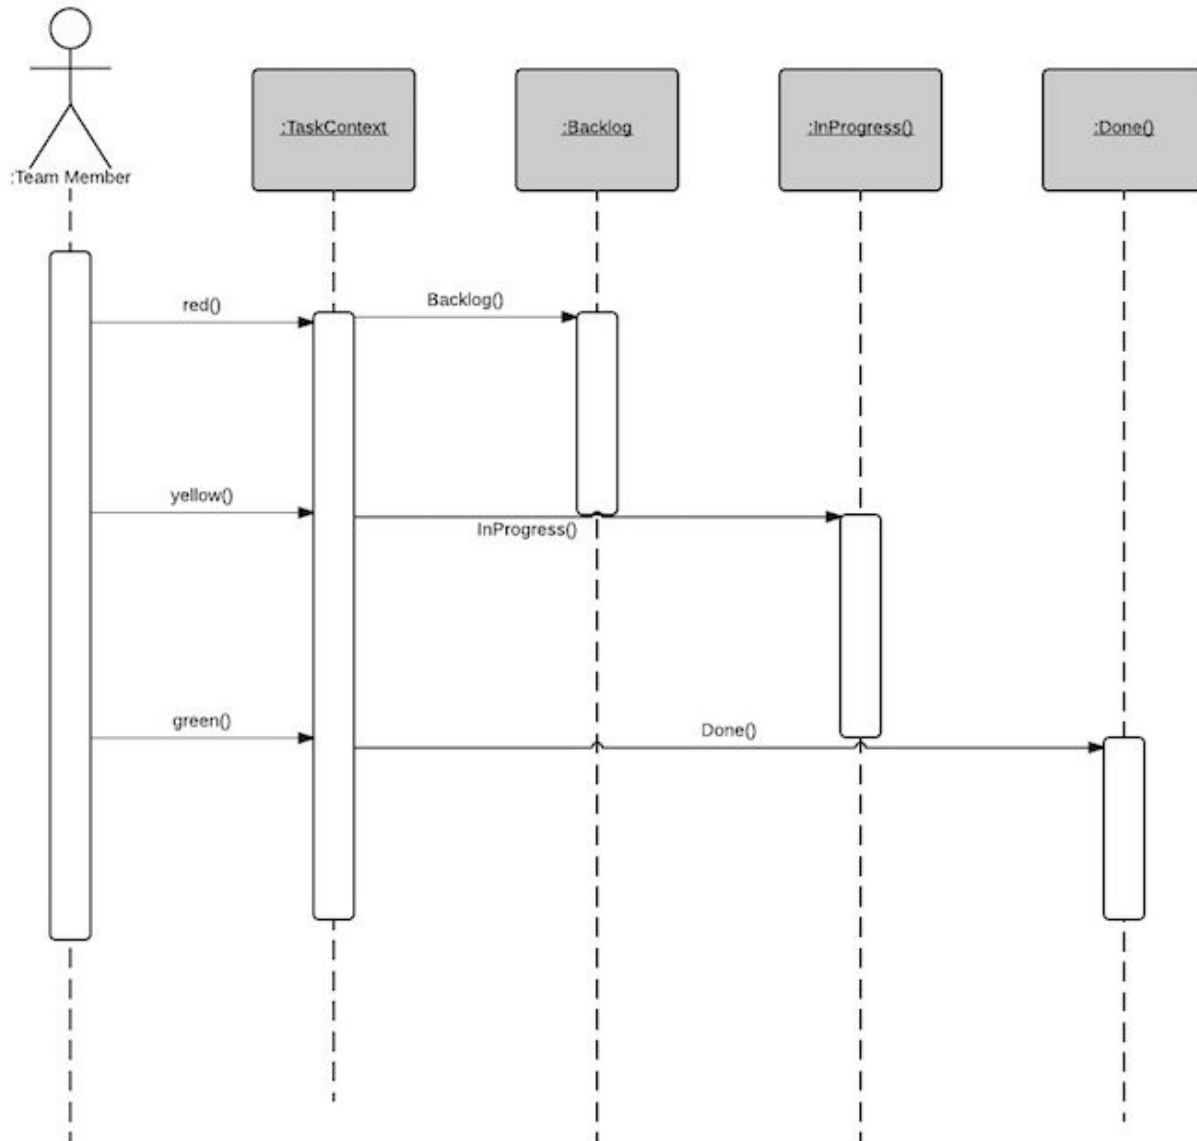 :TaskContext
:Backlog
:InProgress()
:Done()
:Team Member
red()
Backlog()
yellow()
InProgress()
green()
Done()